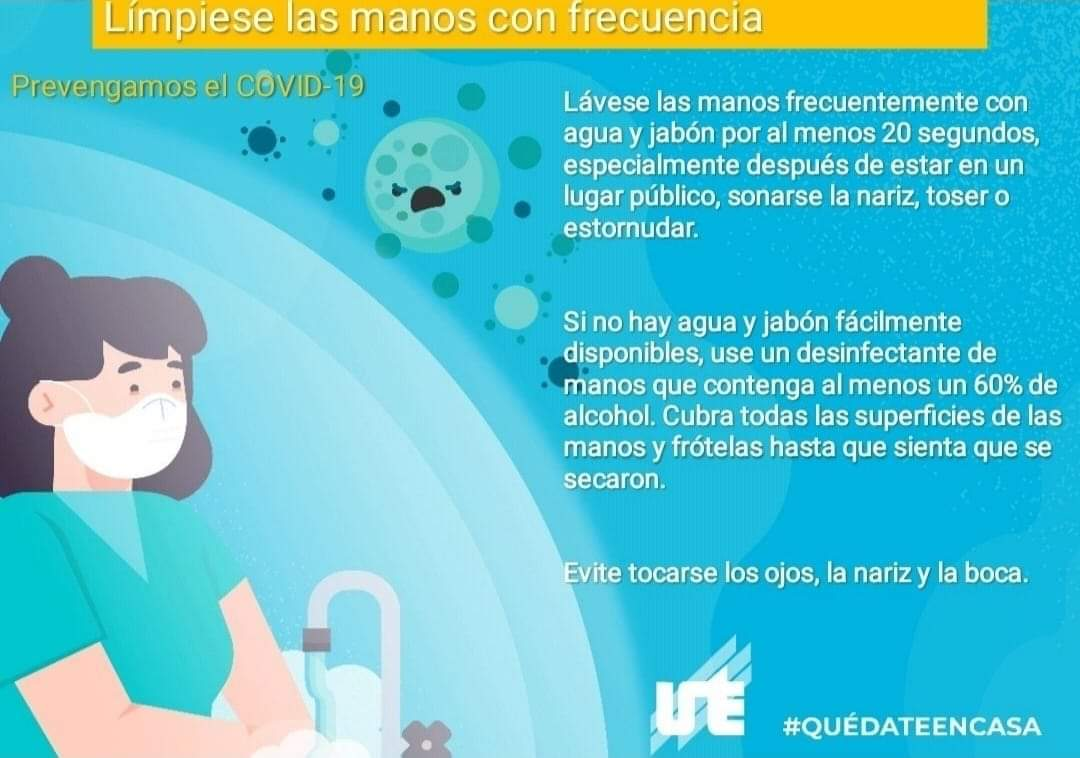 Límpiese las manos con frecuencia
Prevengamos el COVID-19
Lávese las manos frecuentemente con
agua y jabón por al menos 20 segundos,
especialmente después de estar en un
lugar público, sonarse la nariz, toser o
estornudar.
Si no hay agua y jabón fácilmente
disponibles, use un desinfectante de
manos que contenga al menos un 60% de
alcohol. Cubra todas las superficies de las
manos y frótelas hasta que sienta que se
secaron.
Evite tocarse los ojos, la nariz y la boca.
UTE
#QUÉDATEENCASA